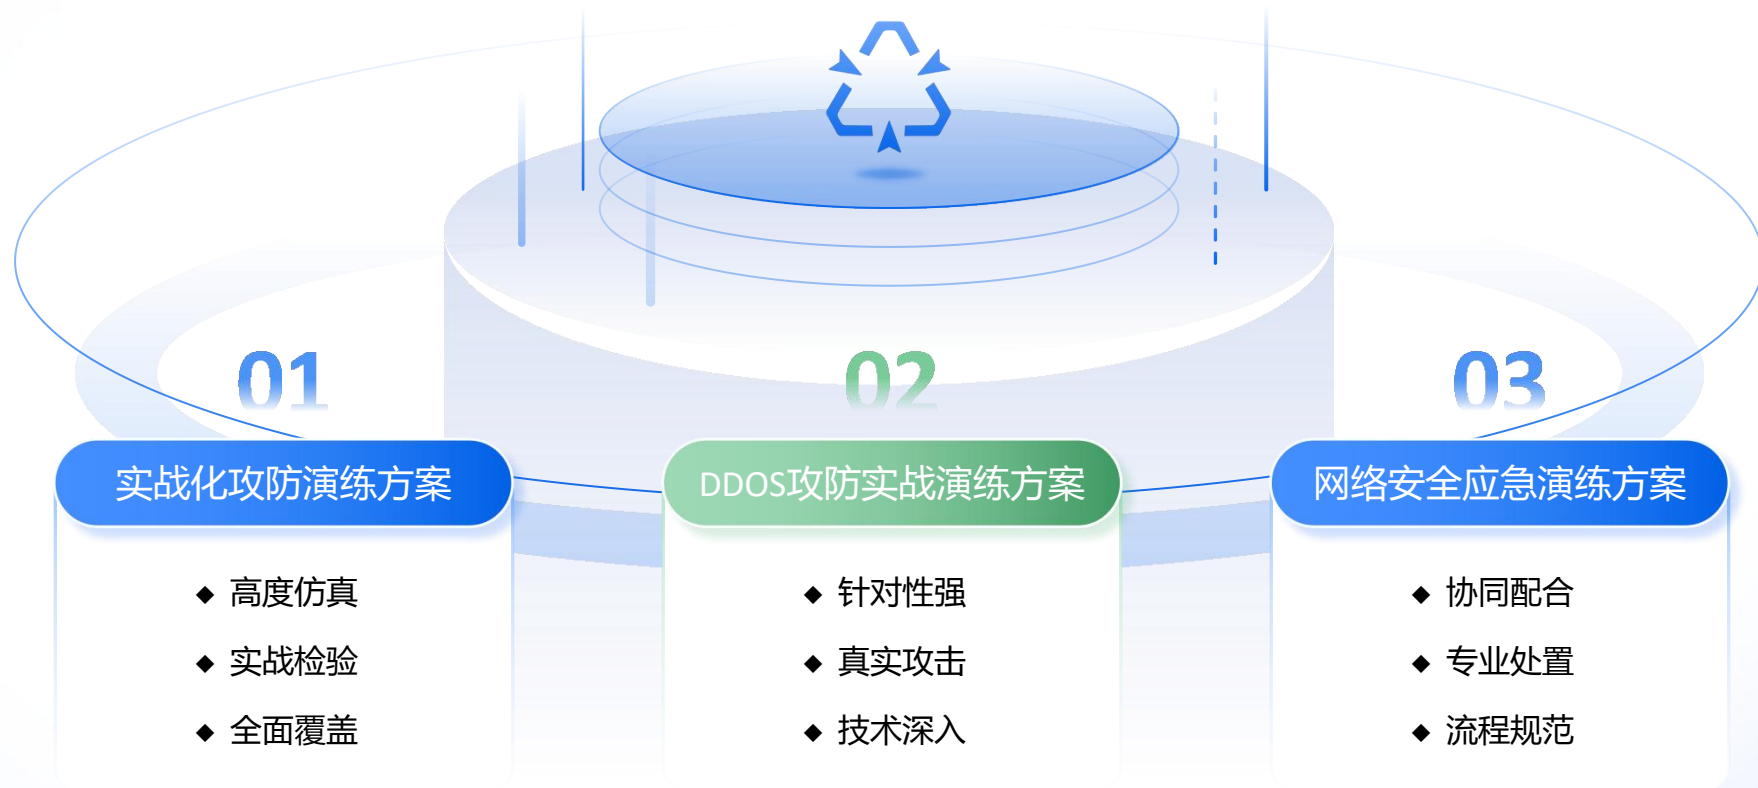 01
实战化攻防演练方案
◆ 高度仿真
◆ 实战检验
◆ 全面覆盖
02
DDOS攻防实战演练方案
◆ 针对性强
◆ 真实攻击
◆ 技术深入
03
网络安全应急演练方案
◆ 协同配合
◆ 专业处置
◆ 流程规范